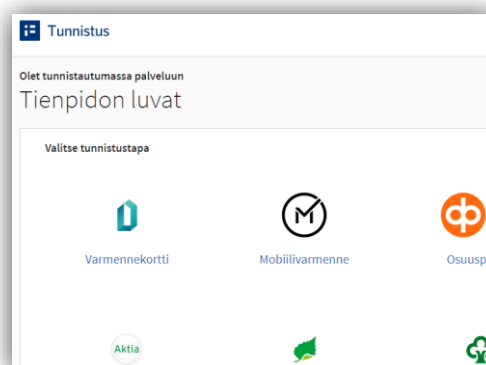 Tunnistus
Olet tunnistautumassa palveluun
Tienpidon luvat
Valitse tunnistustapa
Varmennekortti
Mobiilivarmenne
Aktia